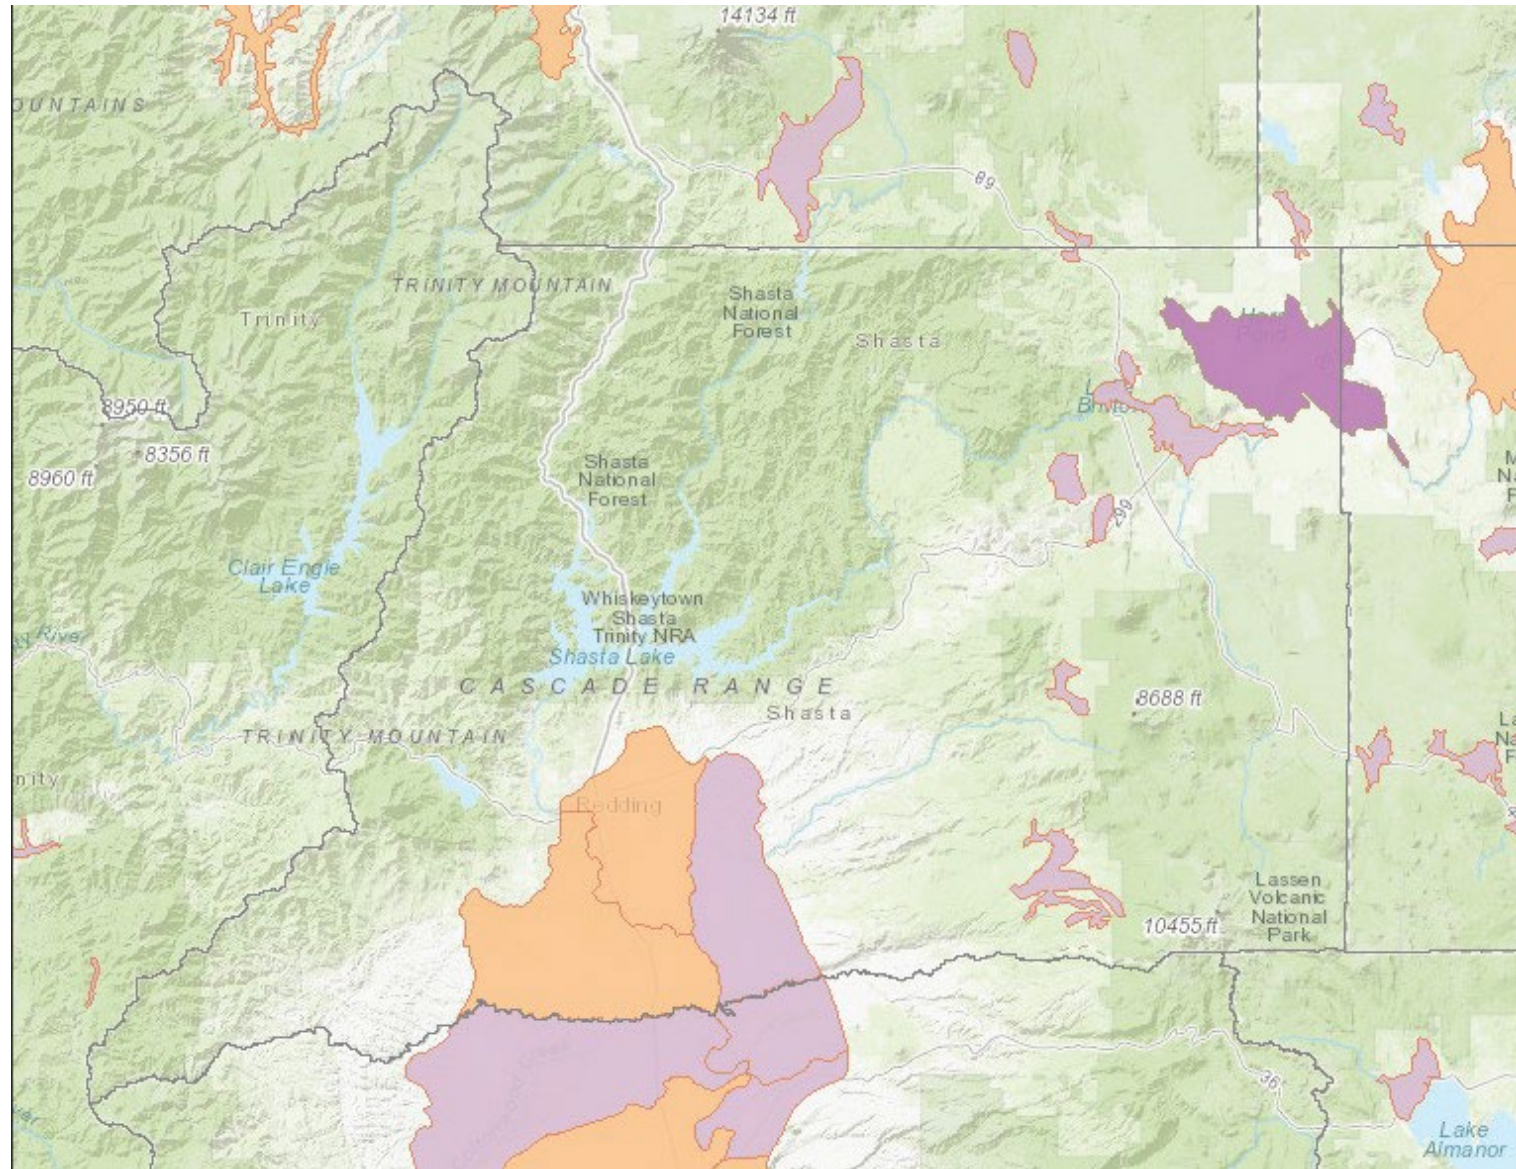 14134 ft
OUNTAINS
89
TRINITY MOUNTAIN
Shasta
National
Forest
Trinity
Shasta
8950 ft
8356 ft
8960 ft
Shasta
National
Forest
299
Clair Engle
Lake
Whiskeytown
Shasta
Trinity NRA
Shasta Lake
River
CASCADE RANGE
8688 ft
Shasta
TRINITY MOUNTAIN
nity
Redding
Lassen
Volcanic
National
Park
10455 ft
36
Lake
Almanor